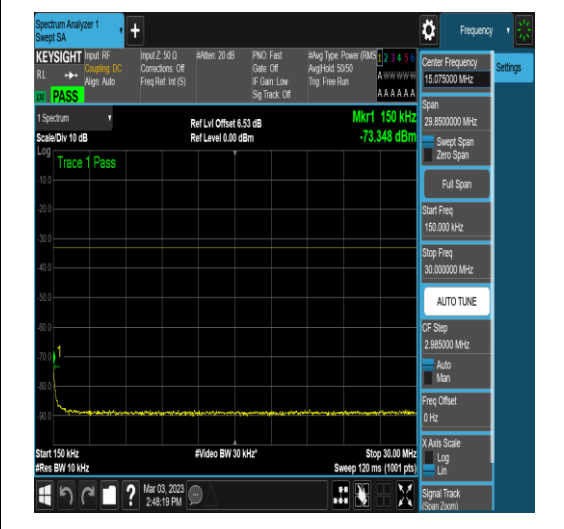 Spectrum Analyzer 1
Swept SA
+
Frequency
KEYSIGHT
RL
PASS
Input: RF
Coupling: DC
Align: Auto
Input Z: 50 Ω
Corrections: Off
Freq Ref: Int (S)
#Atten: 20 dB
PNO: Fast
Gate: Off
IF Gain: Low
Sig Track: Off
#Avg Type: Power (RMS
Avg|Hold: 50/50
Trig: Free Run
1 2 3 4 5 6
A W W W W W
A A A A A A
1 Spectrum
Scale/Div 10 dB
Ref Lvl Offset 6.53 dB
Ref Level 0.00 dBm
Mkr1 150 kHz
-73.348 dBm
Log
Trace 1 Pass
-10.0
-20.0
-30.0
-40.0
-50.0
-60.0
-70.0
-80.0
-90.0
1
Start 150 kHz
#Res BW 10 kHz
#Video BW 30 kHz*
Stop 30.00 MHz
Sweep 120 ms (1001 pts)
Mar 03, 2023
2:48:19 PM
?
Center Frequency
15.075000 MHz
Settings
Span
29.8500000 MHz
Swept Span
Zero Span
Full Span
Start Freq
150.000 kHz
Stop Freq
30.000000 MHz
AUTO TUNE
CF Step
2.985000 MHz
Auto
Man
Freq Offset
0 Hz
X Axis Scale
Log
Lin
Signal Track
(Span Zoom)